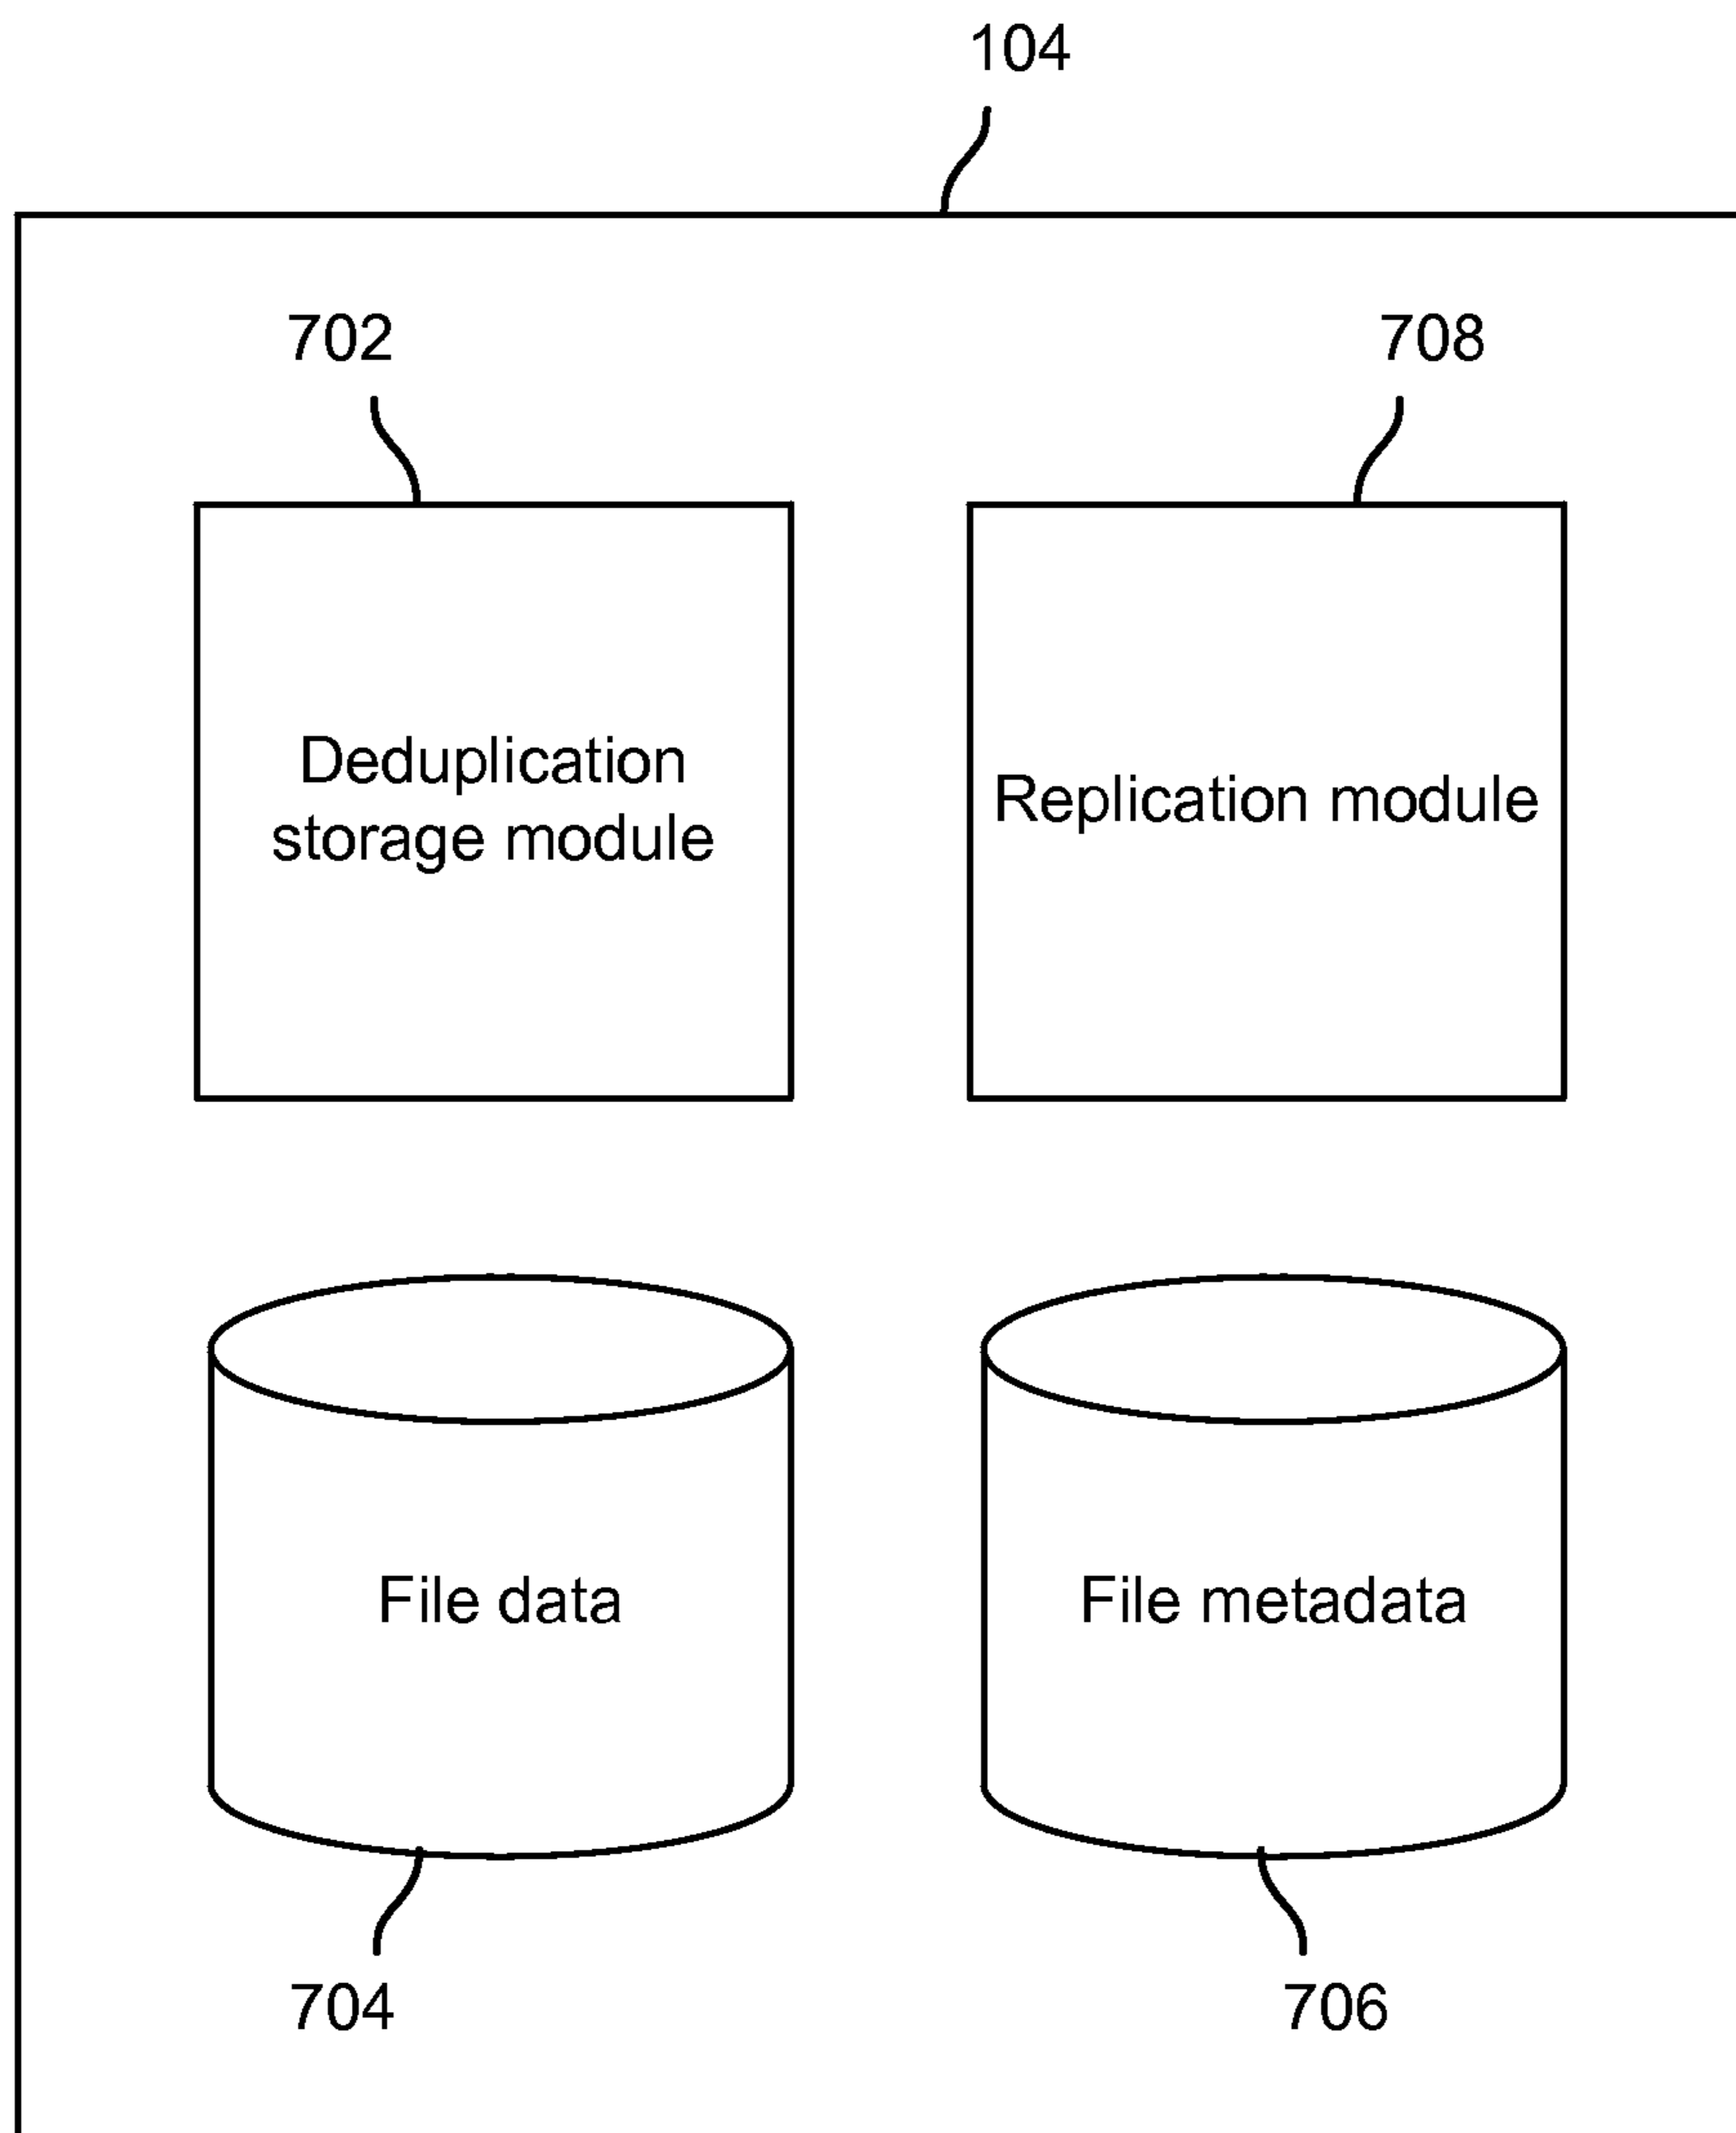 104
702
708
Deduplication
storage module
Replication module
File data
File metadata
704
706